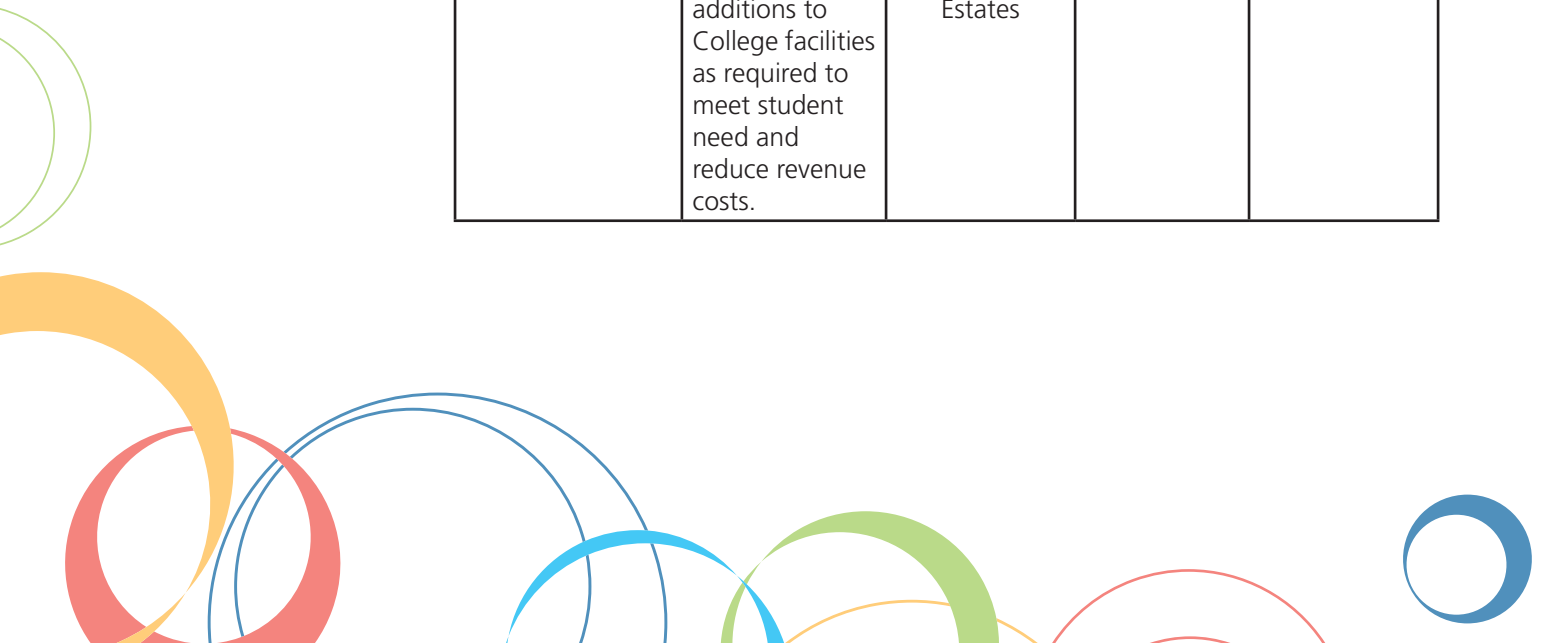 additions to
Estates
College facilities
as required to
meet student
need and
reduce revenue
costs.